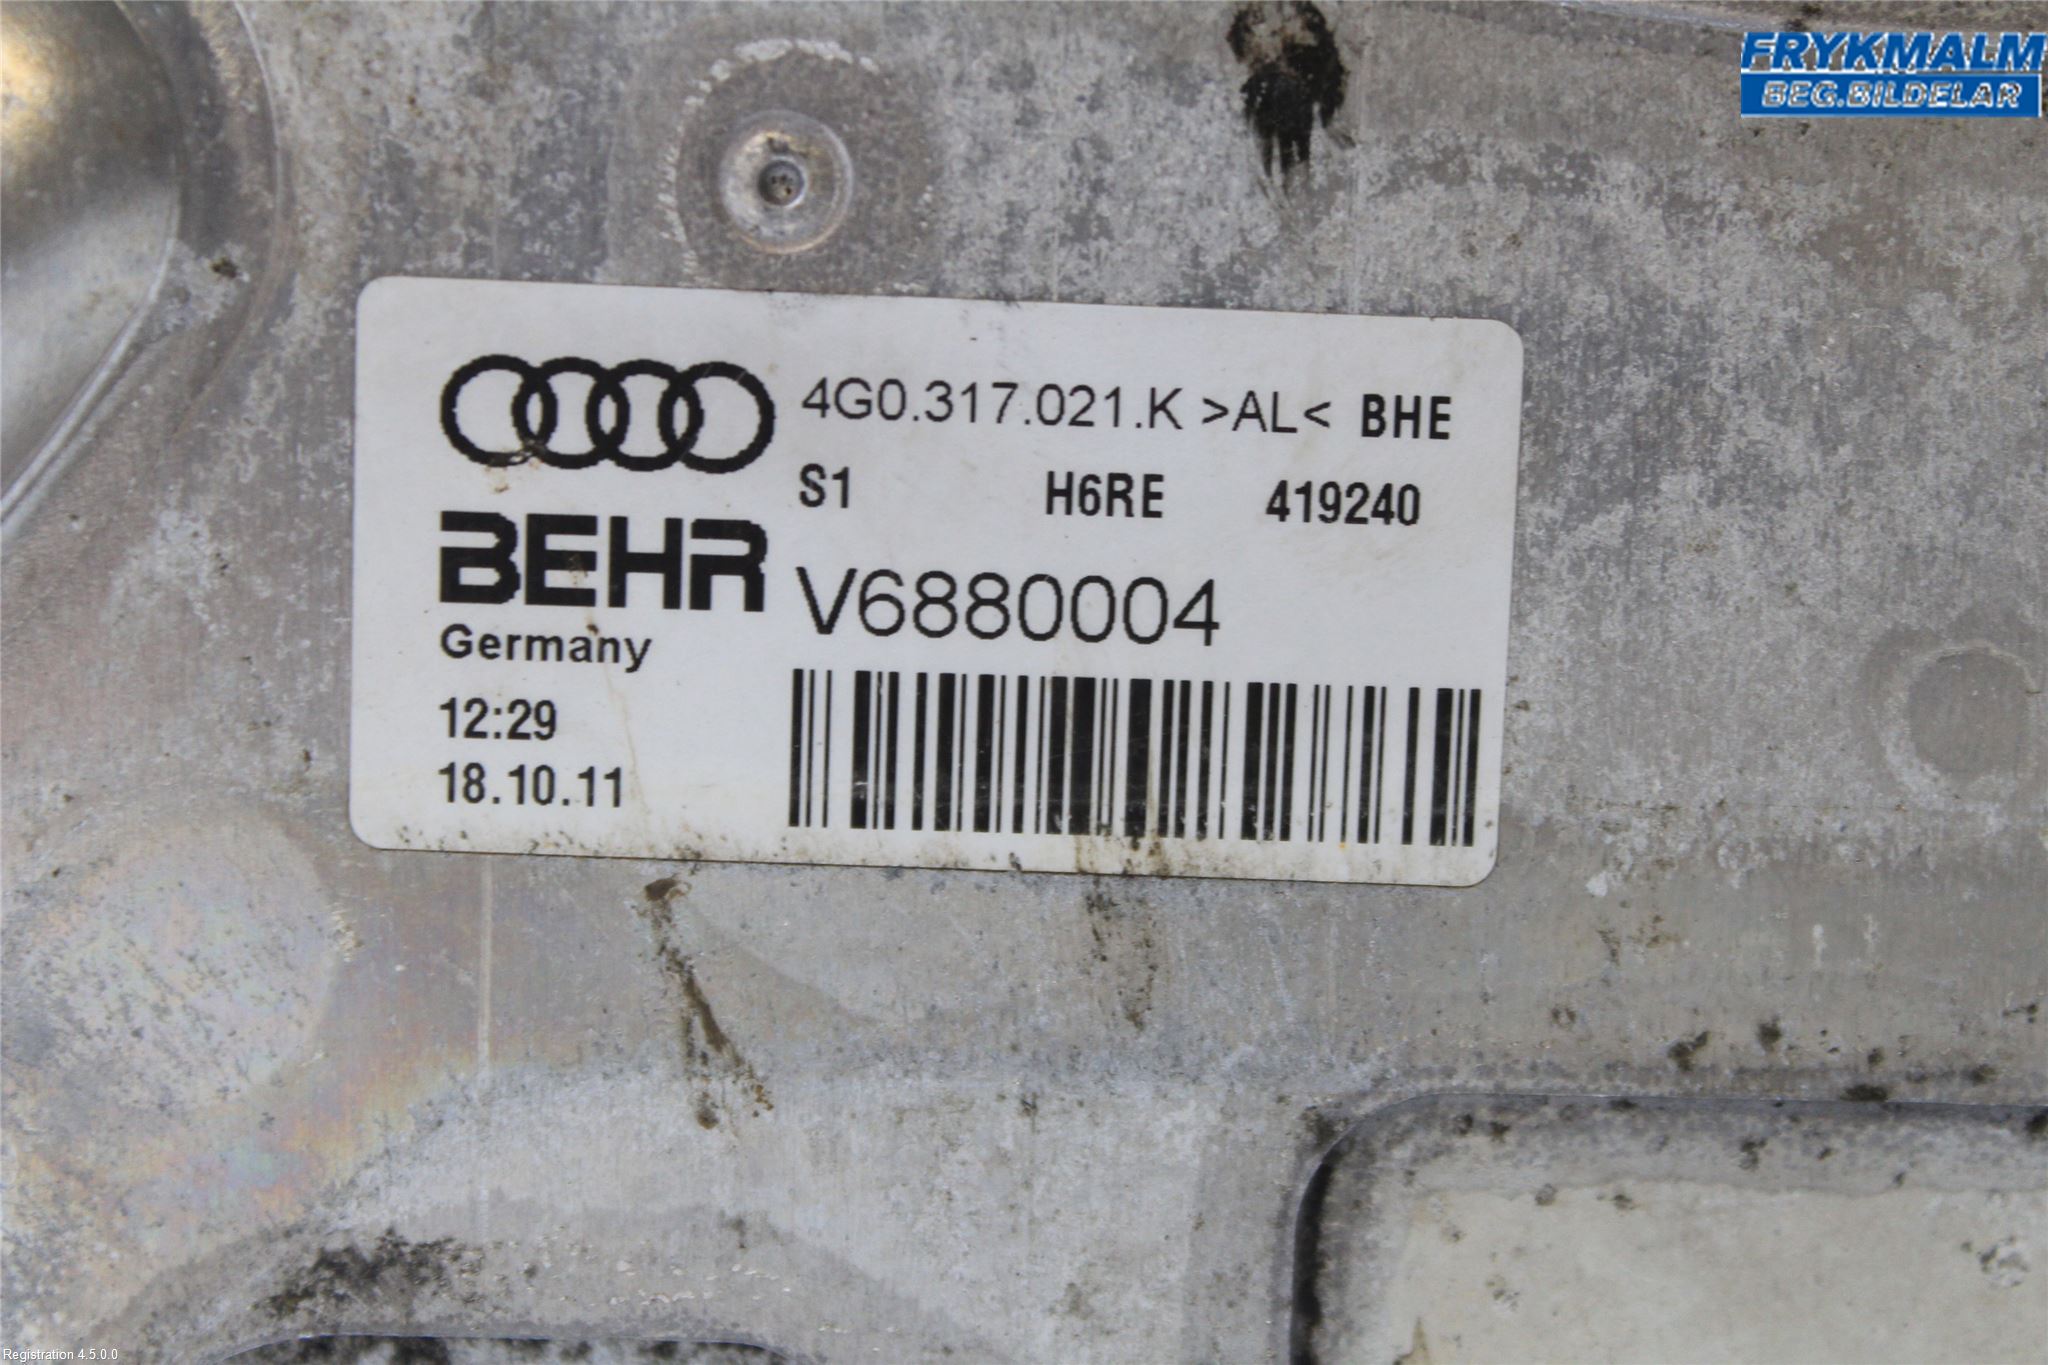 FRYKMALM
BEG.BILDELAR
4G0.317.021.K >AL< BHE
S1 H6RE 419240
BEHR
V6880004
Germany
12:29
18.10.11
Registration 4.5.0.0